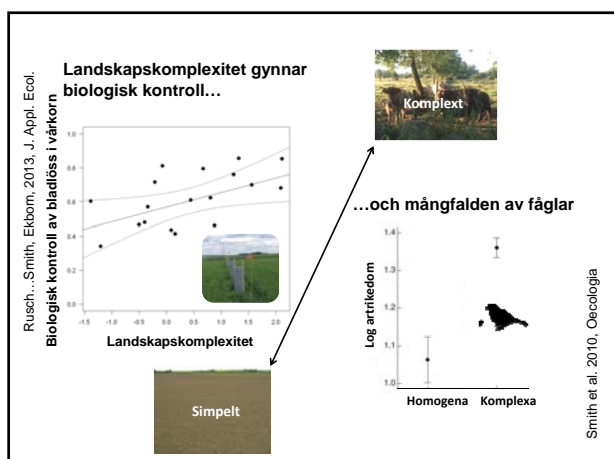 Landskapskomplexitet gynnar
biologisk kontroll…
Komplext
Rusch…Smith, Ekbom, 2013, J. Appl. Ecol.
Biologisk kontroll av bladlöss i vårkorn
1.0
0.8
0.6
0.4
0.2
0.0
-1.5
-1.0
-0.5
0.0
0.5
1.0
1.5
2.0
Landskapskomplexitet
…och mångfalden av fåglar
Log artrikedom
1.4
1.3
1.2
1.1
1.0
Homogena Komplexa
Smith et al. 2010, Oecologia
Simpelt